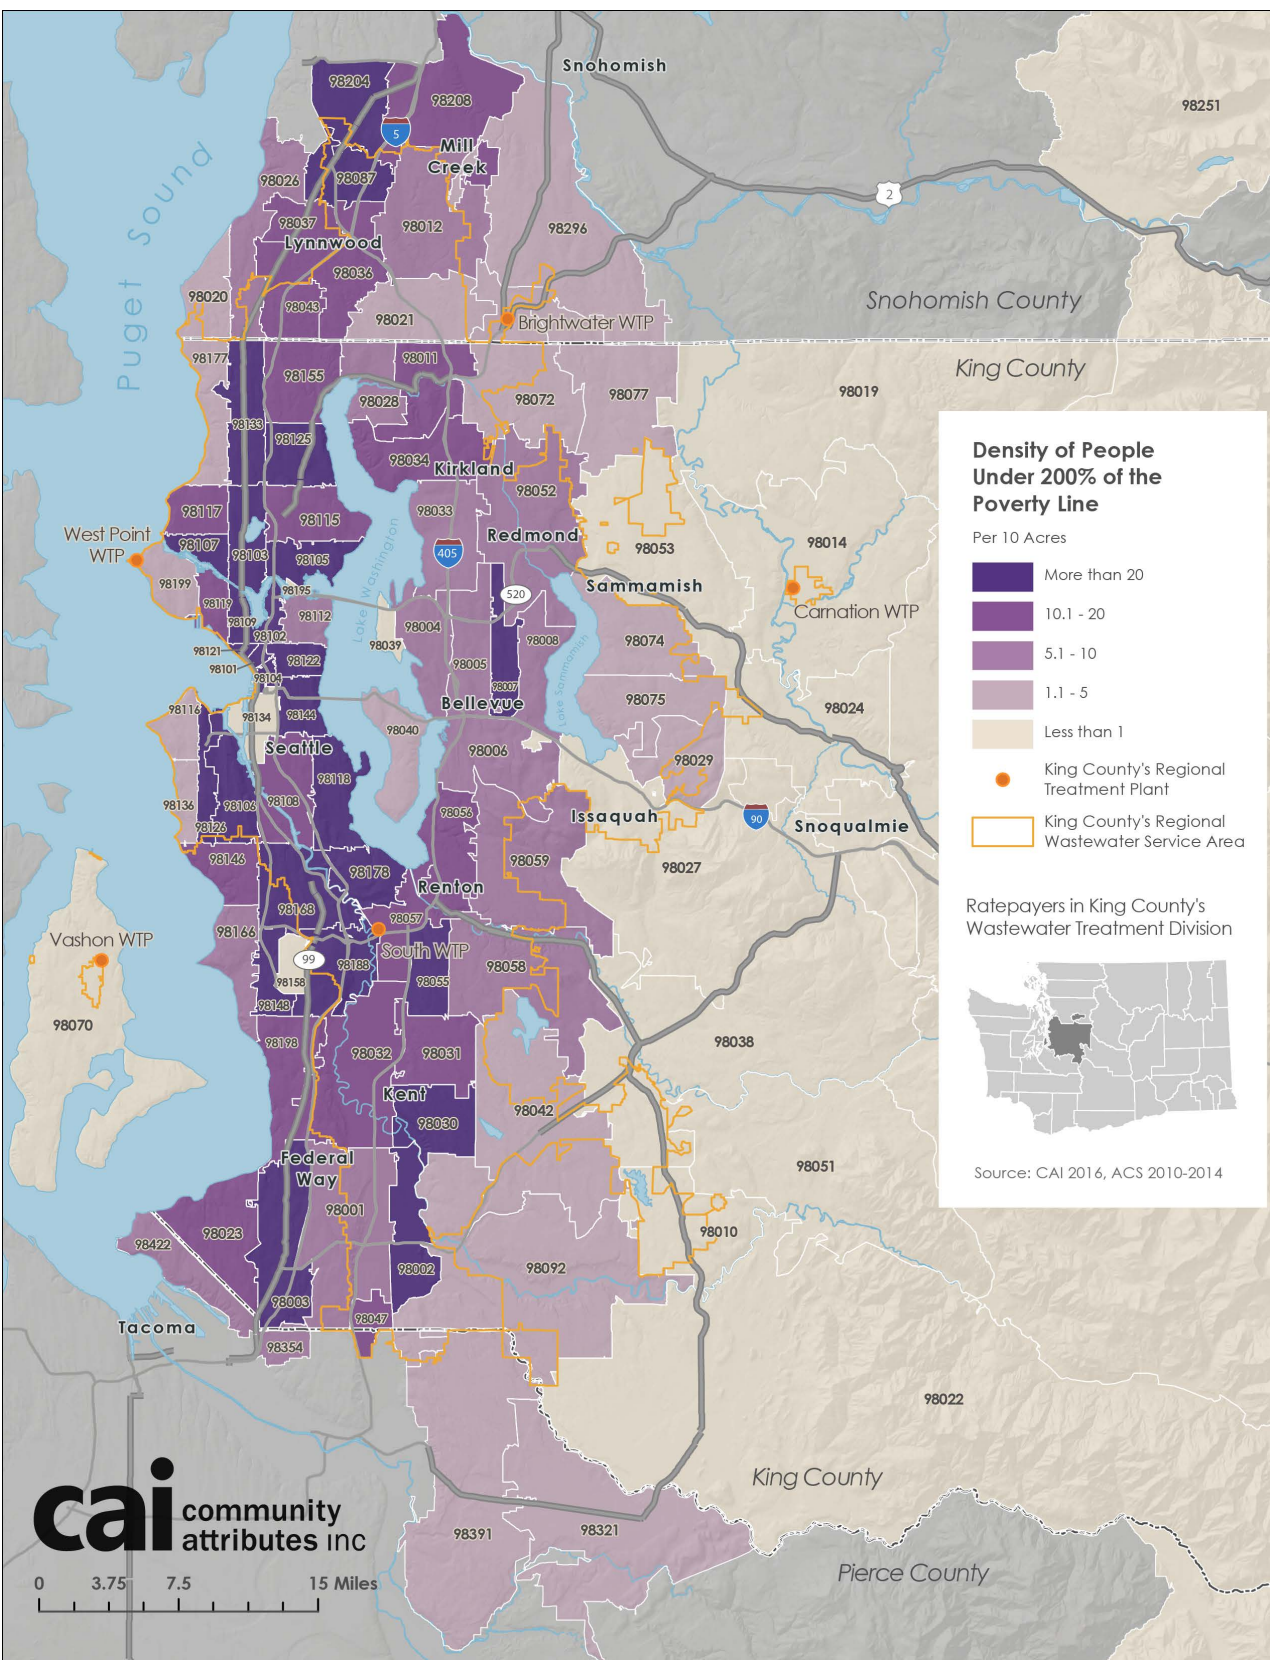 Snohomish
98204
98208
98251
5
Mill
Creek
98026
98087
2
98037
98012
98296
Lynnwood
98036
98020
98043
98021
Snohomish County
Brightwater WTP
Puget Sound
98177
98155
98011
King County
98019
98028
98072
98077
98133
98125
98034
Kirkland
98052
98117
98115
98033
West Point
WTP
98107
98103
98105
Redmond
405
98053
98014
Lake Washington
98199
98195
Sammamish
520
98119
98109
98112
Carnation WTP
98102
98004
98039
98008
98074
98121
98101
98122
98005
98104
98007
Lake Sammamish
98116
98134
98144
Bellevue
98075
98024
98040
Seattle
98006
98029
98118
98136
98106
98108
98056
98126
Issaquah
90
Snoqualmie
98146
98059
98027
98178
Renton
98168
98057
98166
South WTP
Vashon WTP
99
98188
98158
98055
98058
98148
98070
98198
98032
98031
98038
Kent
98042
98030
Federal
Way
98051
98001
98023
98010
98422
98002
98092
98003
98047
Tacoma
98354
98022
King County
98391
98321
Pierce County
Density of People
Under 200% of the
Poverty Line
Per 10 Acres
More than 20
10.1 - 20
5.1 - 10
1.1 - 5
Less than 1
King County's Regional
Treatment Plant
King County's Regional
Wastewater Service Area
Ratepayers in King County's
Wastewater Treatment Division
Source: CAI 2016, ACS 2010-2014
cai community
attributes inc
0 3.75 7.5 15 Miles